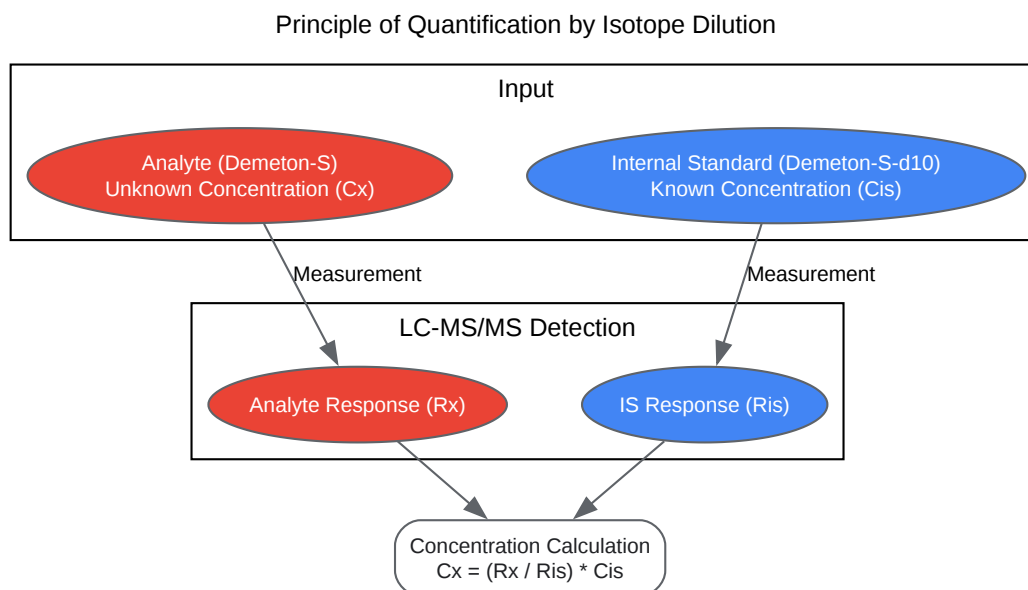 Principle of Quantification by Isotope Dilution
Input
Analyte (Demeton-S)
Unknown Concentration (Cx)
Internal Standard (Demeton-S-d10)
Known Concentration (Cis)
Measurement
Measurement
LC-MS/MS Detection
Analyte Response (Rx)
IS Response (Ris)
Concentration Calculation
Cx = (Rx / Ris) * Cis